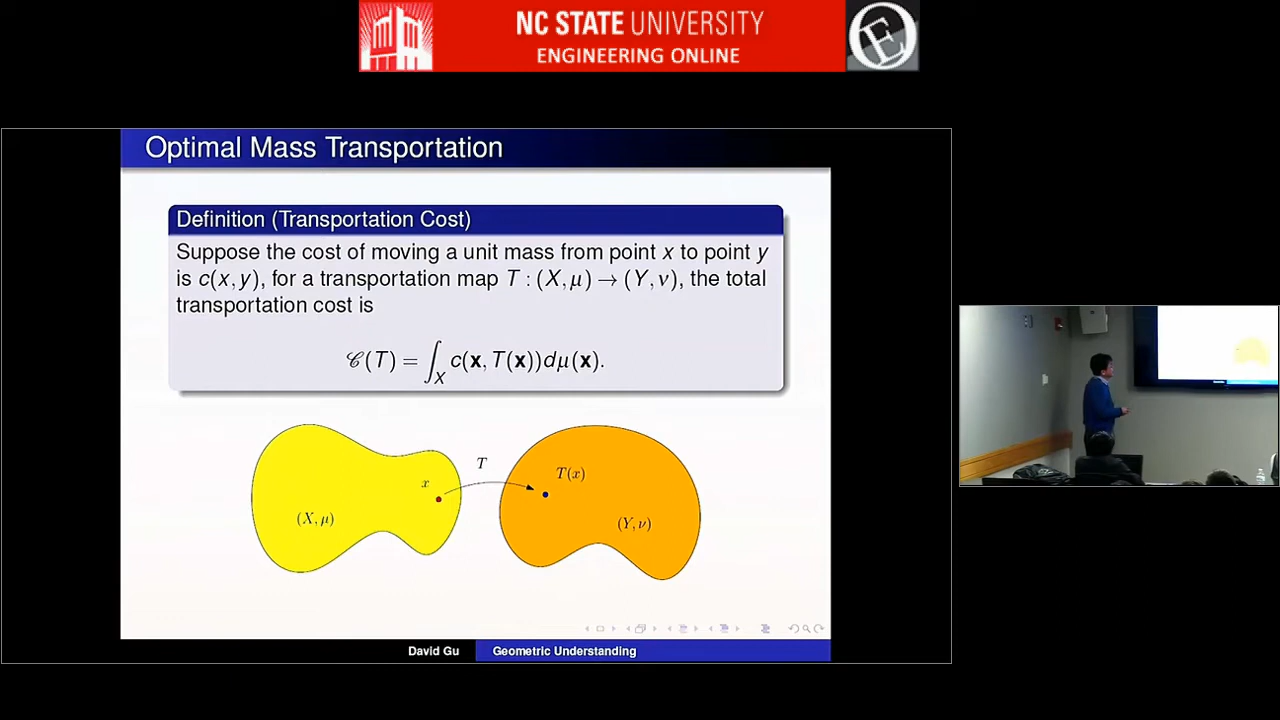 NC STATE UNIVERSITY
ENGINEERING ONLINE
Optimal Mass Transportation
Definition (Transportation Cost)
Suppose the cost of moving a unit mass from point x to point y
is c(x,y), for a transportation map T : (X,μ) → (Y,ν), the total
transportation cost is
𝒞(T) = ∫_X c(x, T(x))dμ(x).
T
x
T(x)
(X,μ)
(Y,ν)
David Gu
Geometric Understanding